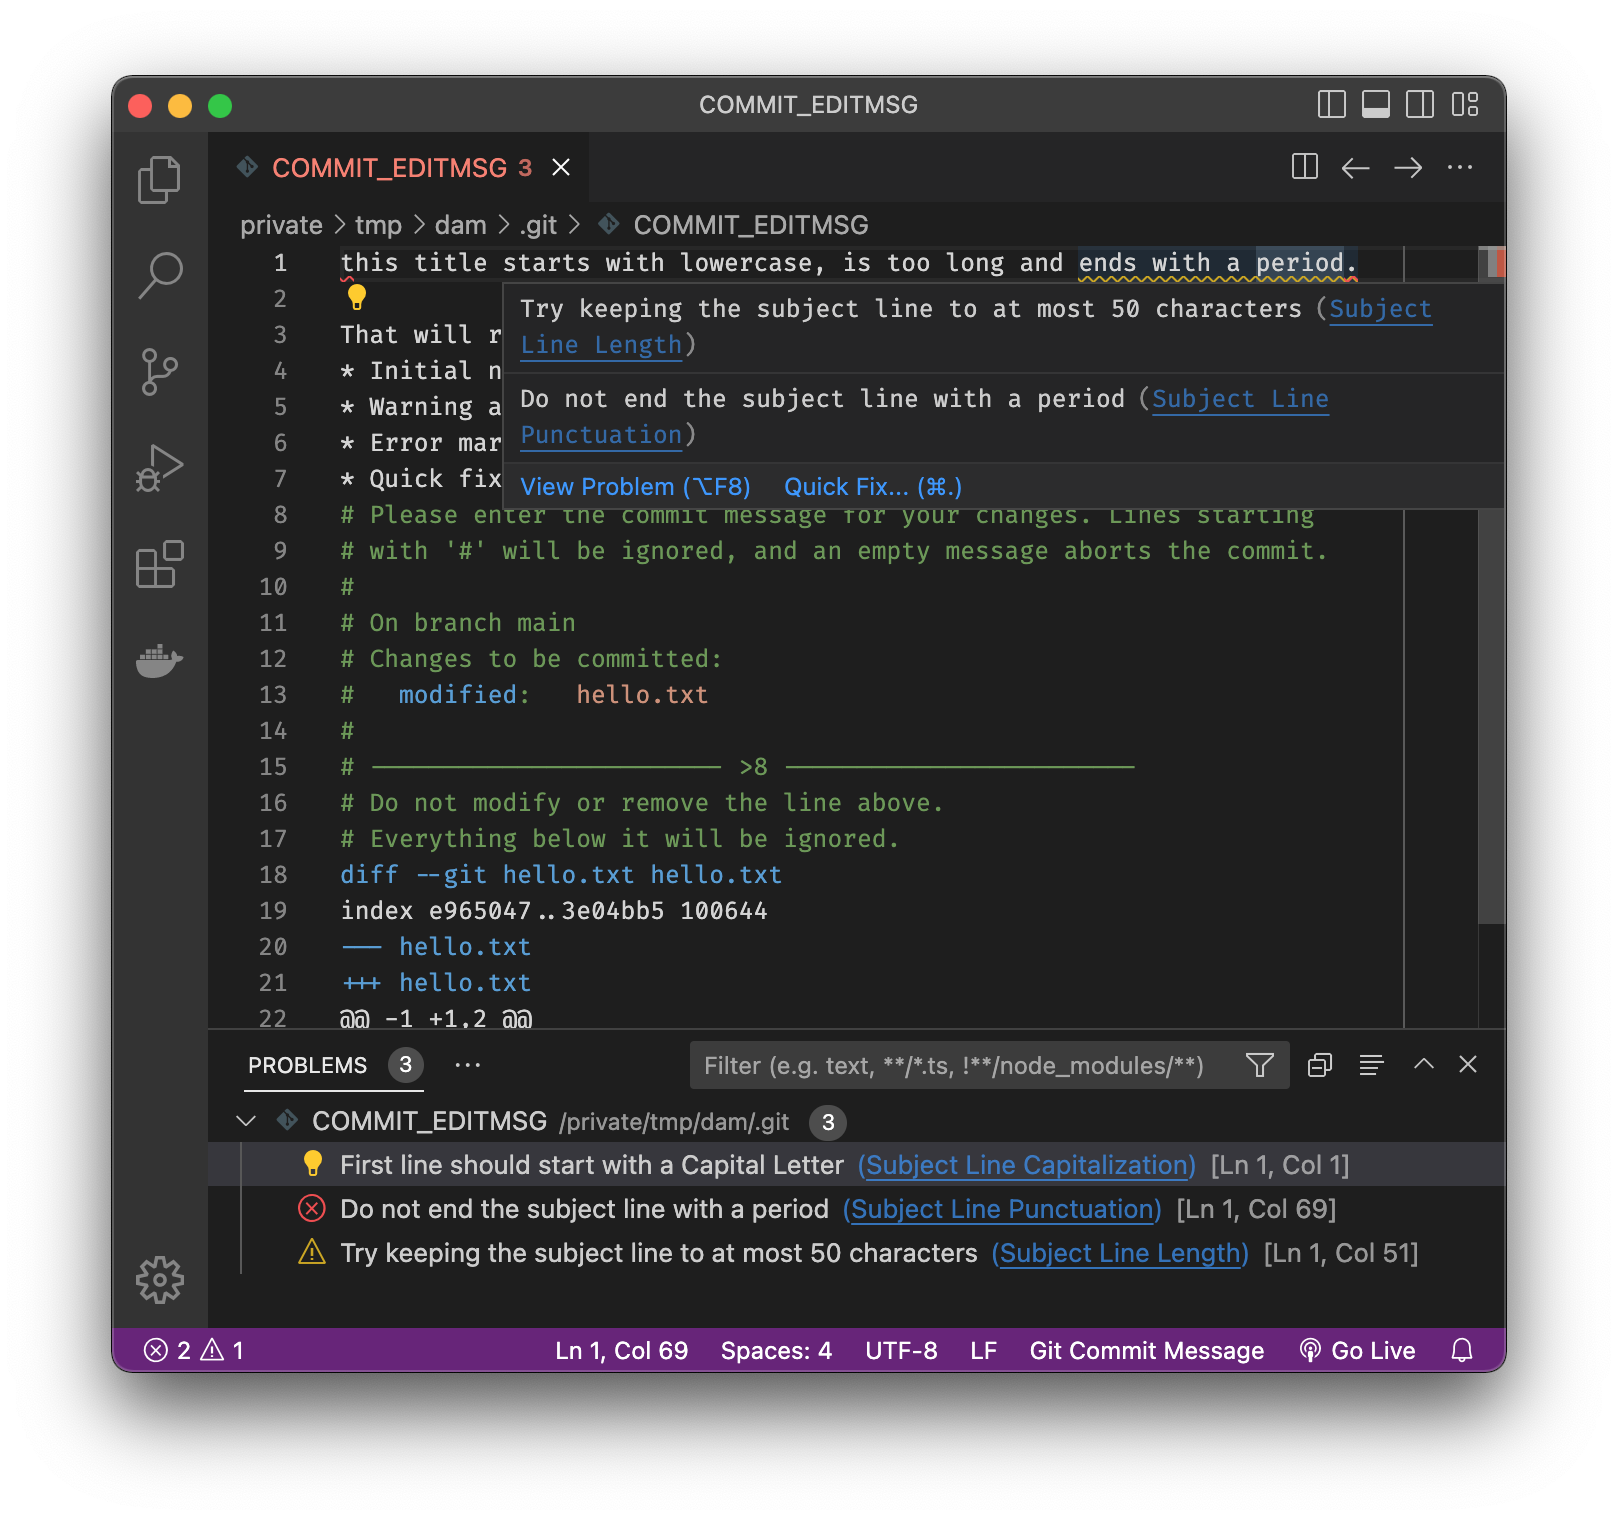 COMMIT_EDITMSG
COMMIT_EDITMSG 3
private > tmp > dam > .git > COMMIT_EDITMSG
1 this title starts with lowercase, is too long and ends with a period.
2
Try keeping the subject line to at most 50 characters (Subject
Line Length)
Do not end the subject line with a period (Subject Line
Punctuation)
View Problem (⌥F8) Quick Fix... (⌘.)
3 That will r
4 * Initial n
5 * Warning a
6 * Error mar
7 * Quick fix
8 # Please enter the commit message for your changes. Lines starting
9 # with '#' will be ignored, and an empty message aborts the commit.
10 #
11 # On branch main
12 # Changes to be committed:
13 # modified: hello.txt
14 #
15 # ------------------------ >8 ------------------------
16 # Do not modify or remove the line above.
17 # Everything below it will be ignored.
18 diff --git hello.txt hello.txt
19 index e965047..3e04bb5 100644
20 --- hello.txt
21 +++ hello.txt
22 @@ -1 +1,2 @@
PROBLEMS 3 ... Filter (e.g. text, **/*.ts, !**/node_modules/**)
COMMIT_EDITMSG /private/tmp/dam/.git 3
First line should start with a Capital Letter (Subject Line Capitalization) [Ln 1, Col 1]
Do not end the subject line with a period (Subject Line Punctuation) [Ln 1, Col 69]
Try keeping the subject line to at most 50 characters (Subject Line Length) [Ln 1, Col 51]
2 1 Ln 1, Col 69 Spaces: 4 UTF-8 LF Git Commit Message Go Live